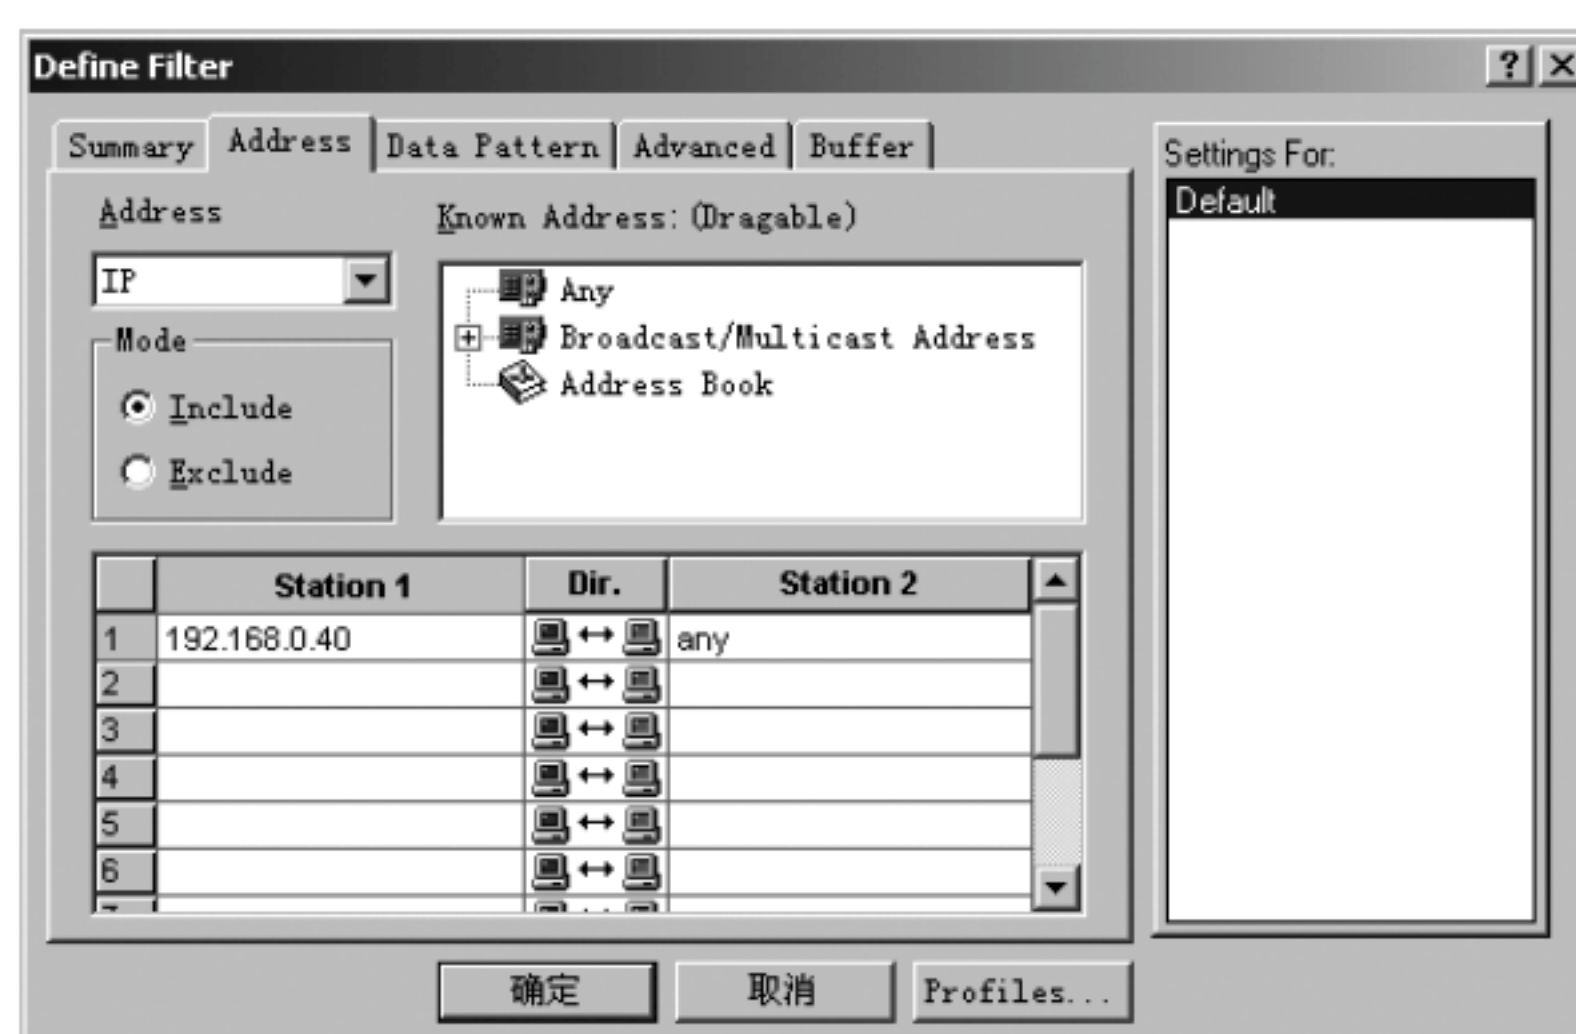 Define Filter
Summary Address Data Pattern Advanced Buffer
Address
IP
Mode
Include
Exclude
Known Address: (Dragable)
Any
Broadcast/Multicast Address
Address Book
Station 1 Dir. Station 2
1 192.168.0.40 any
2
3
4
5
6
Settings For:
Default
确定 取消 Profiles...